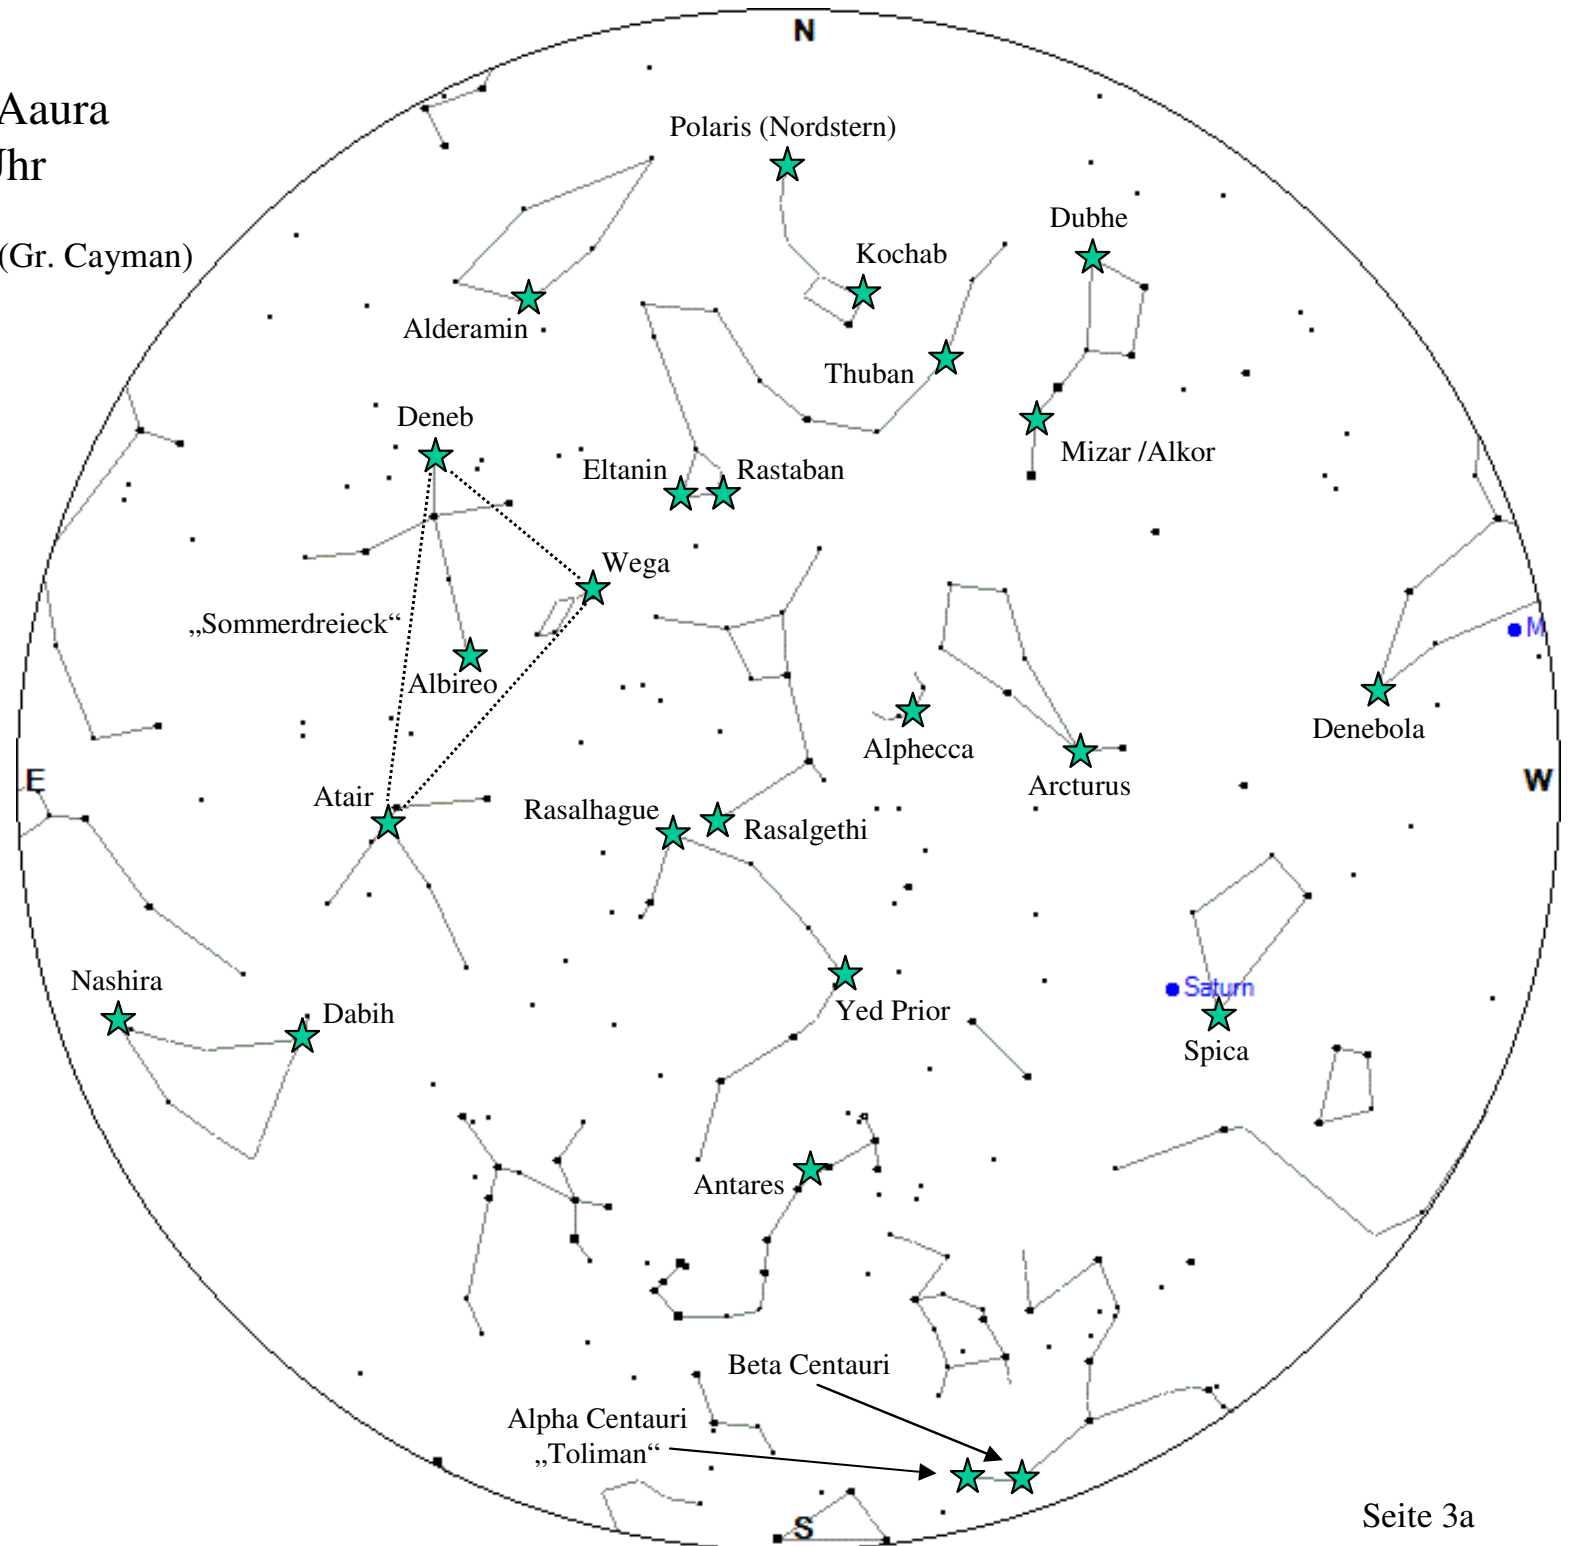 N
Aaura
Uhr
(Gr. Cayman)
Polaris (Nordstern)
Dubhe
Kochab
Alderamin
Thuban
Deneb
Mizar /Alkor
Eltanin
Rastaban
Wega
„Sommerdreieck“
M
Albireo
Denebola
Alphecca
E
W
Arcturus
Atair
Rasalhague
Rasalgethi
Nashira
Saturn
Dabih
Yed Prior
Spica
Antares
Beta Centauri
Alpha Centauri
„Toliman“
S
Seite 3a